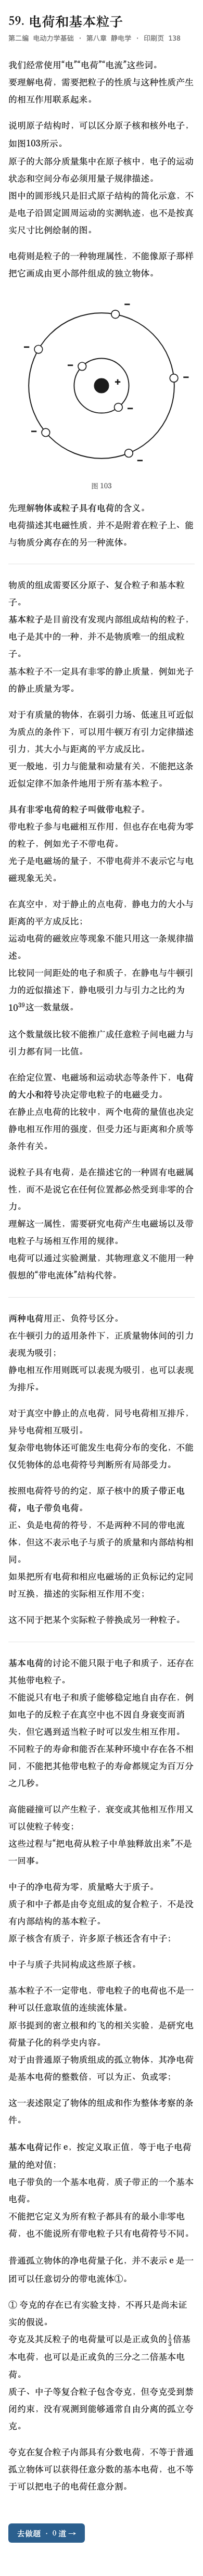 59. 电荷和基本粒子
第二编 电动力学基础 · 第八章 静电学 · 印刷页 138
我们经常使用“电”“电荷”“电流”这些词。
要理解电荷，需要把粒子的性质与这种性质产生
的相互作用联系起来。
说明原子结构时，可以区分原子核和核外电子，
如图103所示。
原子的大部分质量集中在原子核中，电子的运动
状态和空间分布必须用量子规律描述。
图中的圆形线只是旧式原子结构的简化示意，不
是电子沿固定圆周运动的实测轨迹，也不是按真
实尺寸比例绘制的图。
电荷则是粒子的一种物理属性，不能像原子那样
把它画成由更小部件组成的独立物体。
−
−
−
−
+
−
−
−
图 103
先理解物体或粒子具有电荷的含义。
电荷描述其电磁性质，并不是附着在粒子上、能
与物质分离存在的另一种流体。
物质的组成需要区分原子、复合粒子和基本粒
子。
基本粒子是目前没有发现内部组成结构的粒子，
电子是其中的一种，并不是物质唯一的组成粒
子。
基本粒子不一定具有非零的静止质量，例如光子
的静止质量为零。
对于有质量的物体，在弱引力场、低速且可近似
为质点的条件下，可以用牛顿万有引力定律描述
引力，其大小与距离的平方成反比。
更一般地，引力与能量和动量有关，不能把这条
近似定律不加条件地用于所有基本粒子。
具有非零电荷的粒子叫做带电粒子。
带电粒子参与电磁相互作用，但也存在电荷为零
的粒子，例如光子不带电荷。
光子是电磁场的量子，不带电荷并不表示它与电
磁现象无关。
在真空中，对于静止的点电荷，静电力的大小与
距离的平方成反比；
运动电荷的磁效应等现象不能只用这一条规律描
述。
比较同一间距处的电子和质子，在静电与牛顿引
力的近似描述下，静电吸引力与引力之比约为
10³⁹这一数量级。
这个数量级比较不能推广成任意粒子间电磁力与
引力都有同一比值。
在给定位置、电磁场和运动状态等条件下，电荷
的大小和符号决定带电粒子的电磁受力。
在静止点电荷的比较中，两个电荷的量值也决定
静电相互作用的强度，但受力还与距离和介质等
条件有关。
说粒子具有电荷，是在描述它的一种固有电磁属
性，而不是说它在任何位置都必然受到非零的合
力。
理解这一属性，需要研究电荷产生电磁场以及带
电粒子与场相互作用的规律。
电荷可以通过实验测量，其物理意义不能用一种
假想的“带电流体”结构代替。
两种电荷用正、负符号区分。
在牛顿引力的适用条件下，正质量物体间的引力
表现为吸引；
静电相互作用则既可以表现为吸引，也可以表现
为排斥。
对于真空中静止的点电荷，同号电荷相互排斥，
异号电荷相互吸引。
复杂带电物体还可能发生电荷分布的变化，不能
仅凭物体的总电荷符号判断所有局部受力。
按照电荷符号的约定，原子核中的质子带正电
荷，电子带负电荷。
正、负是电荷的符号，不是两种不同的带电流
体，但这不表示电子与质子的质量和内部结构相
同。
如果把所有电荷和相应电磁场的正负标记约定同
时互换，描述的实际相互作用不变；
这不同于把某个实际粒子替换成另一种粒子。
基本电荷的讨论不能只限于电子和质子，还存在
其他带电粒子。
不能说只有电子和质子能够稳定地自由存在，例
如电子的反粒子在真空中也不因自身衰变而消
失，但它遇到适当粒子时可以发生相互作用。
不同粒子的寿命和能否在某种环境中存在各不相
同，不能把其他带电粒子的寿命都规定为百万分
之几秒。
高能碰撞可以产生粒子，衰变或其他相互作用又
可以使粒子转变；
这些过程与“把电荷从粒子中单独释放出来”不是
一回事。
中子的净电荷为零，质量略大于质子。
质子和中子都是由夸克组成的复合粒子，不是没
有内部结构的基本粒子。
原子核含有质子，许多原子核还含有中子；
中子与质子共同构成这些原子核。
基本粒子不一定带电，带电粒子的电荷也不是一
种可以任意取值的连续流体量。
原书提到的密立根和约飞的相关实验，是研究电
荷量子化的科学史内容。
对于由普通原子物质组成的孤立物体，其净电荷
是基本电荷的整数倍，可以为正、负或零；
这一表述限定了物体的组成和作为整体考察的条
件。
基本电荷记作 e，按定义取正值，等于电子电荷
量的绝对值；
电子带负的一个基本电荷，质子带正的一个基本
电荷。
不能把它定义为所有粒子都具有的最小非零电
荷，也不能说所有带电粒子只有电荷符号不同。
普通孤立物体的净电荷量子化，并不表示 e 是一
团可以任意切分的带电流体①。
① 夸克的存在已有实验支持，不再只是尚未证
实的假说。
夸克及其反粒子的电荷量可以是正或负的⅓倍基
本电荷，也可以是正或负的三分之二倍基本电
荷。
质子、中子等复合粒子包含夸克，但夸克受到禁
闭约束，没有观测到能够通常自由分离的孤立夸
克。
夸克在复合粒子内部具有分数电荷，不等于普通
孤立物体可以获得任意分数的基本电荷，也不等
于可以把电子的电荷任意分割。
去做题 · 0 道 →